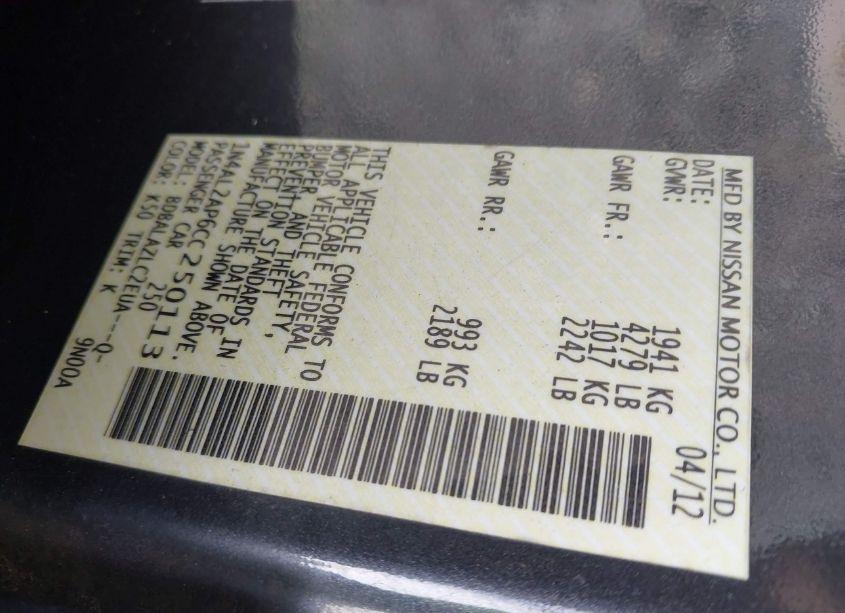 MFD BY NISSAN MOTOR CO., LTD.
DATE: 04/12
GVWR: 1941 KG
4279 LB
GAWR FR.: 1017 KG
2242 LB
GAWR RR.: 993 KG
2189 LB
THIS VEHICLE CONFORMS TO
ALL APPLICABLE FEDERAL
MOTOR VEHICLE SAFETY,
BUMPER, AND THEFT
PREVENTION STANDARDS IN
EFFECT ON THE DATE OF
MANUFACTURE SHOWN ABOVE.
1N4AL2AP0CC250113
PASSENGER CAR 250
MODEL: BDBALAZLC2EUA---Q-
COLOR: K50 TRIM: K 9N00A